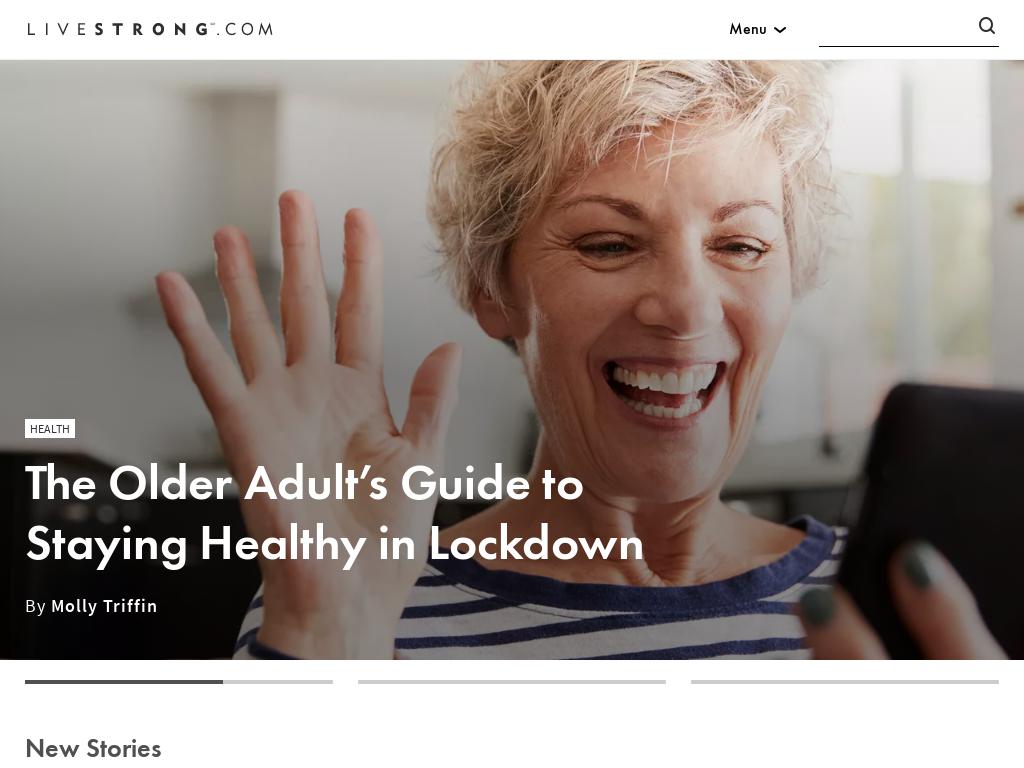 LIVESTRONG™.COM
Menu
HEALTH
The Older Adult’s Guide to
Staying Healthy in Lockdown
By Molly Triffin
New Stories